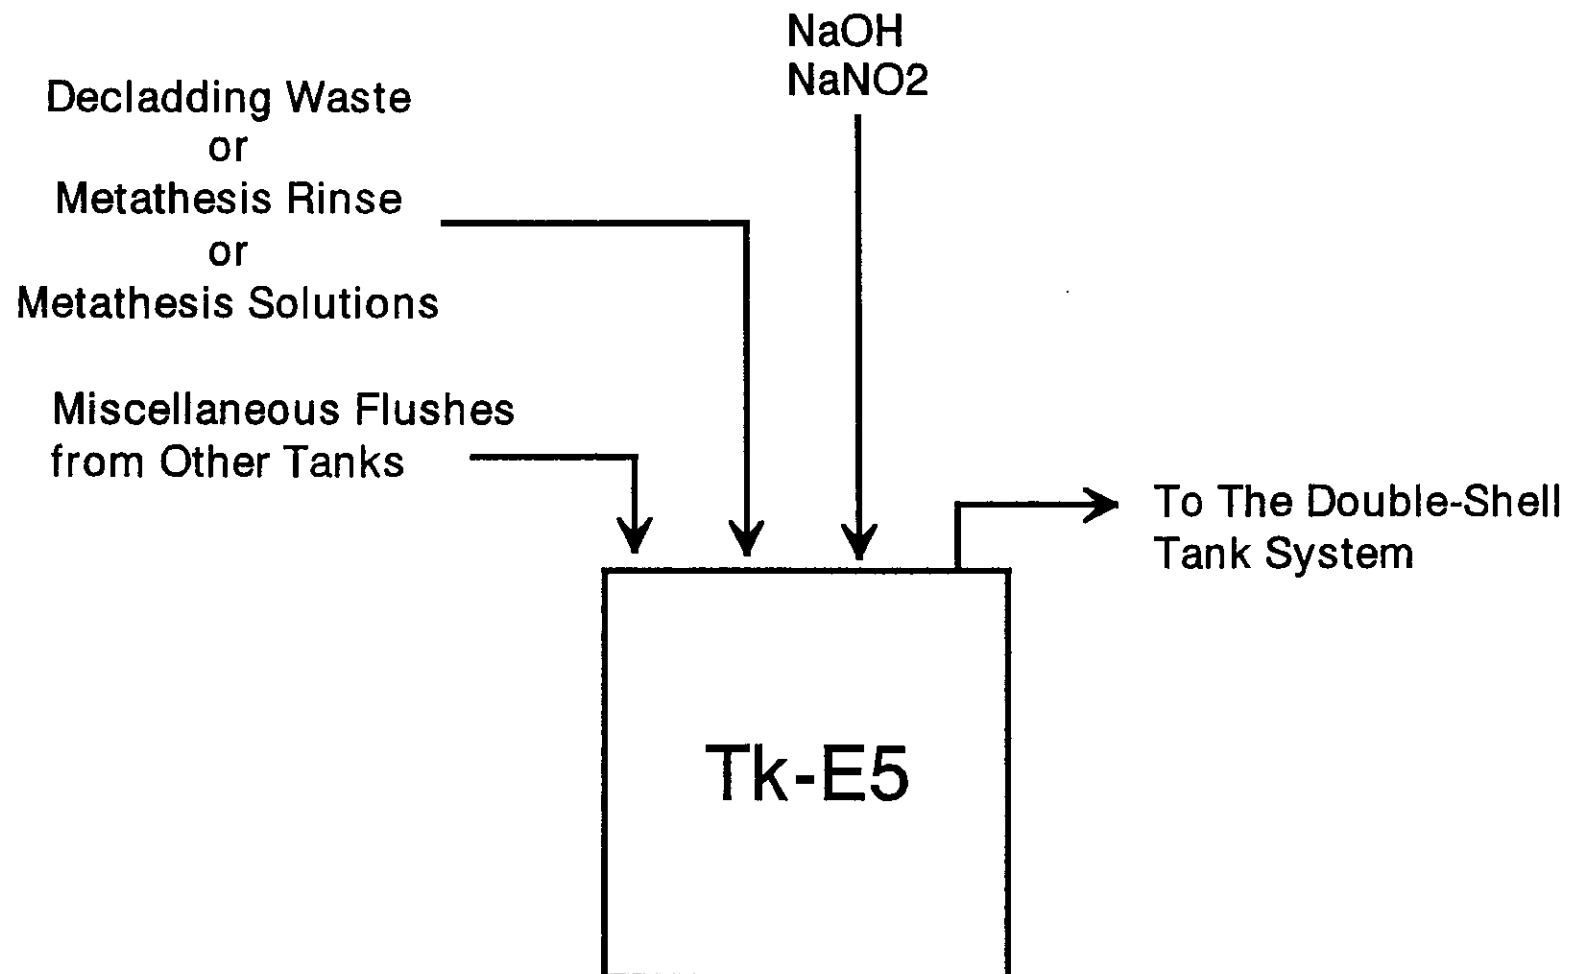 NaOH
NaNO2
Decladding Waste
or
Metathesis Rinse
or
Metathesis Solutions
Miscellaneous Flushes
from Other Tanks
To The Double-Shell
Tank System
Tk-E5